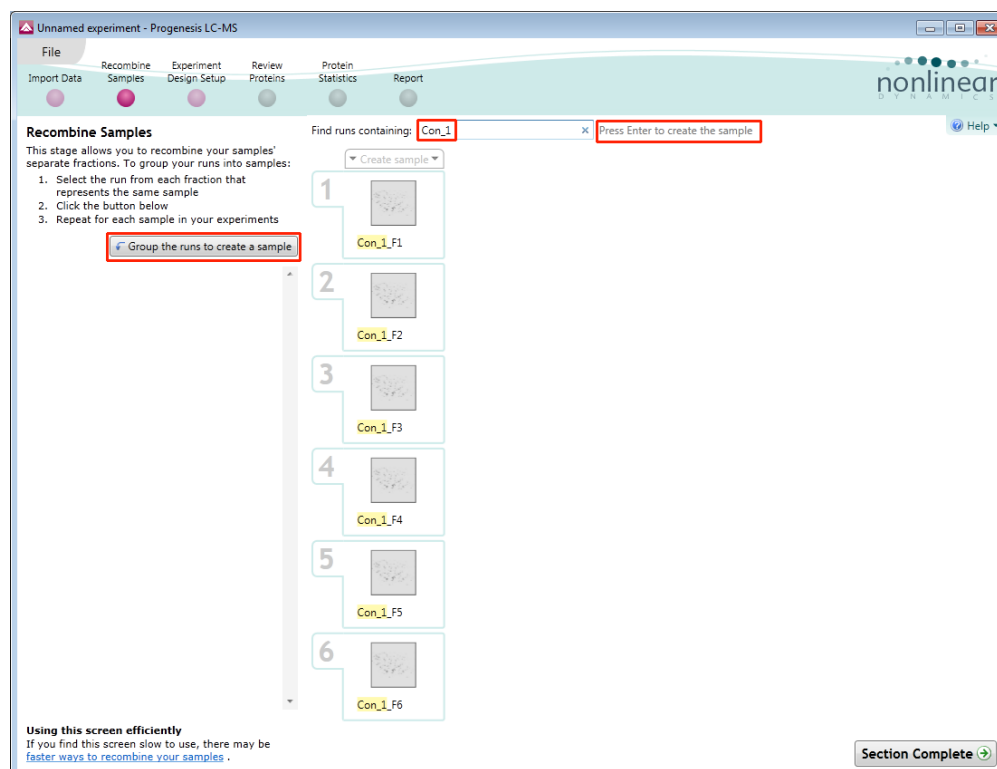 Unnamed experiment - Progenesis LC-MS
File
Import Data
Recombine
Samples
Experiment
Design Setup
Review
Proteins
Protein
Statistics
Report
nonlinear
DYNAMICS
Help
Recombine Samples
This stage allows you to recombine your samples'
separate fractions. To group your runs into samples:
1. Select the run from each fraction that
represents the same sample
2. Click the button below
3. Repeat for each sample in your experiments
Group the runs to create a sample
Find runs containing: Con_1 × Press Enter to create the sample
Create sample
1
Con_1_F1
2
Con_1_F2
3
Con_1_F3
4
Con_1_F4
5
Con_1_F5
6
Con_1_F6
Using this screen efficiently
If you find this screen slow to use, there may be
faster ways to recombine your samples .
Section Complete